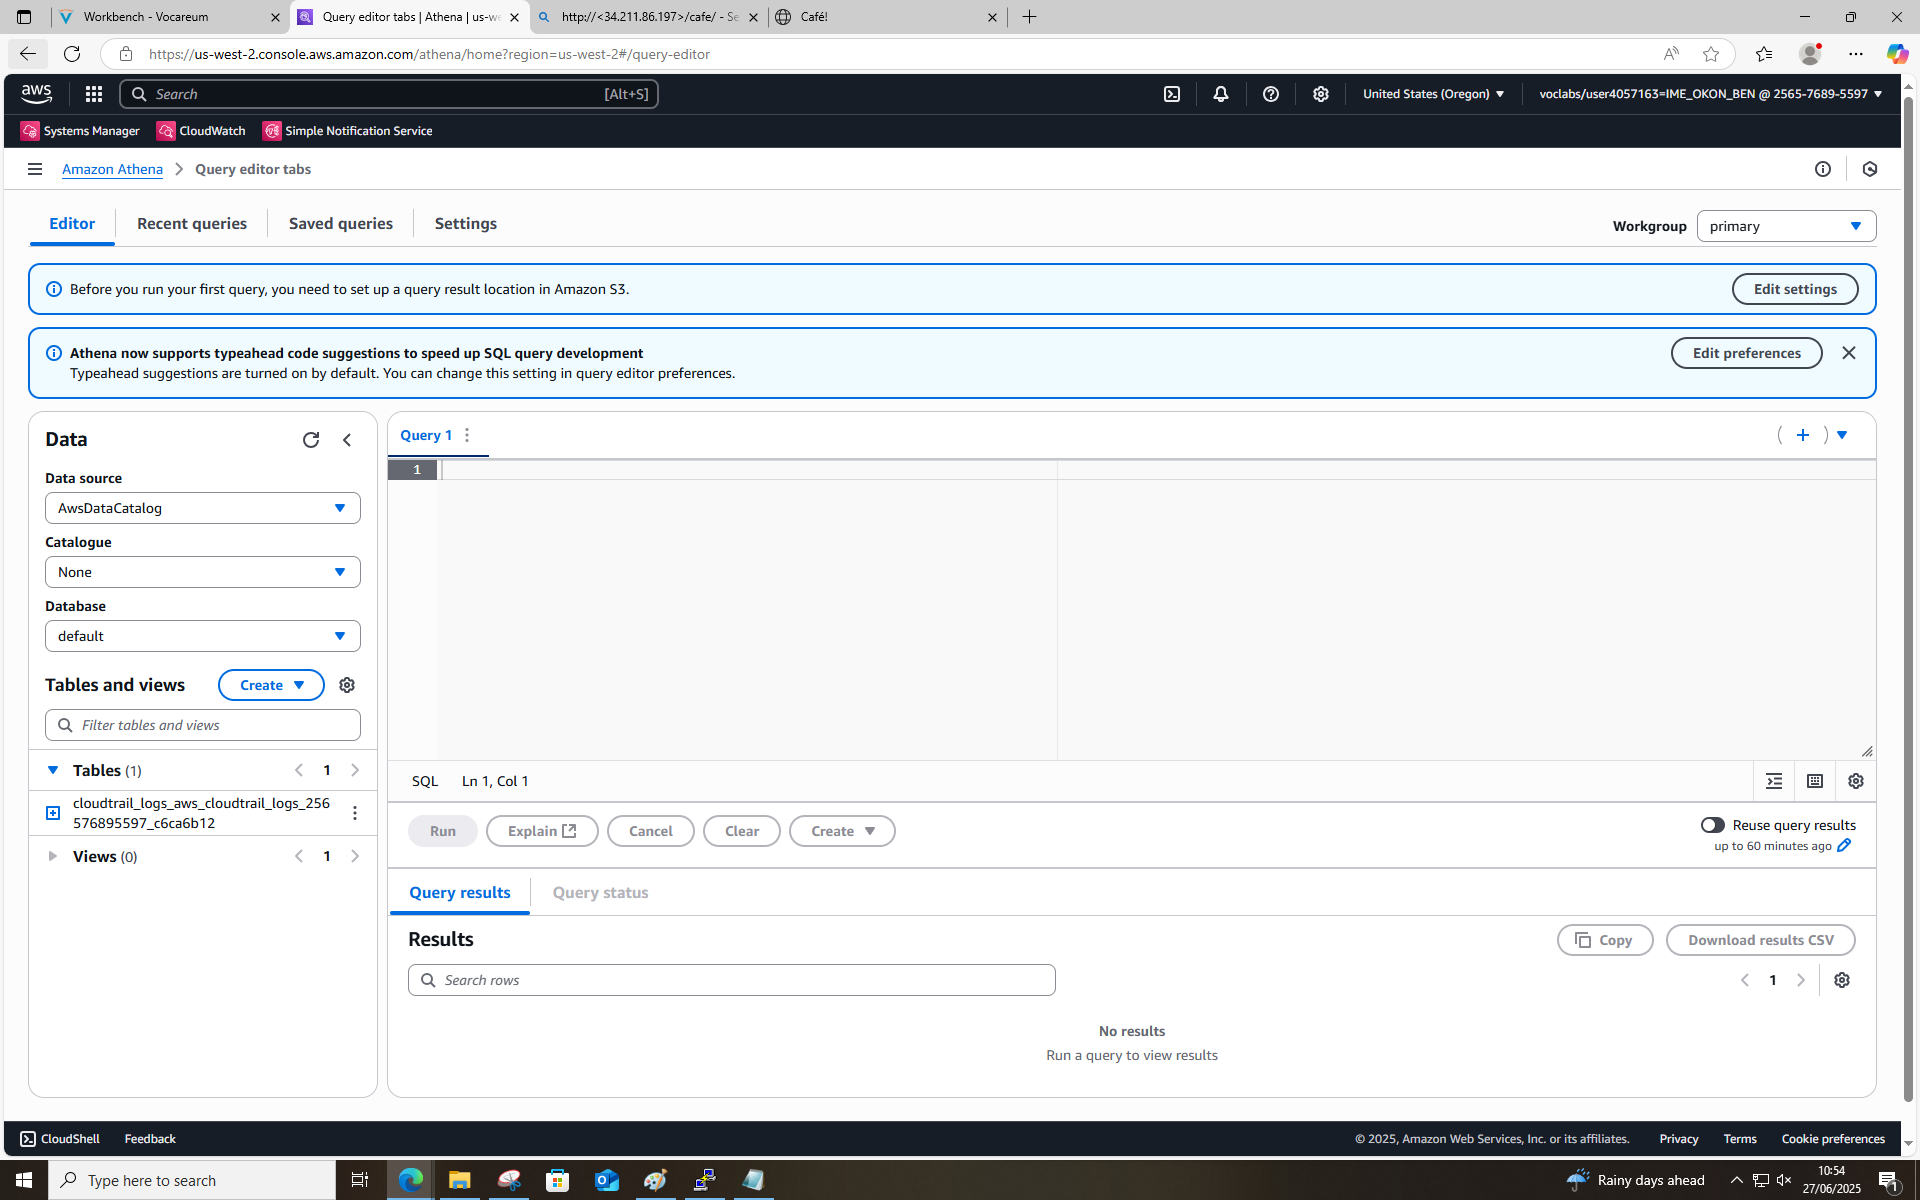 Workbench - Vocareum
Query editor tabs | Athena | us-we
http://<34.211.86.197>/cafe/ - Se
Café!
https://us-west-2.console.aws.amazon.com/athena/home?region=us-west-2#/query-editor
aws
Search
[Alt+S]
United States (Oregon)
voclabs/user4057163=IME_OKON_BEN @ 2565-7689-5597
Systems Manager
CloudWatch
Simple Notification Service
Amazon Athena
Query editor tabs
Editor
Recent queries
Saved queries
Settings
Workgroup
primary
Before you run your first query, you need to set up a query result location in Amazon S3.
Edit settings
Athena now supports typeahead code suggestions to speed up SQL query development
Typeahead suggestions are turned on by default. You can change this setting in query editor preferences.
Edit preferences
Data
Data source
AwsDataCatalog
Catalogue
None
Database
default
Tables and views
Create
Filter tables and views
Tables (1)
1
cloudtrail_logs_aws_cloudtrail_logs_256
576895597_c6ca6b12
Views (0)
1
Query 1
1
SQL
Ln 1, Col 1
Run
Explain
Cancel
Clear
Create
Reuse query results
up to 60 minutes ago
Query results
Query status
Results
Copy
Download results CSV
Search rows
1
No results
Run a query to view results
CloudShell
Feedback
© 2025, Amazon Web Services, Inc. or its affiliates.
Privacy
Terms
Cookie preferences
Type here to search
Rainy days ahead
10:54
27/06/2025
1